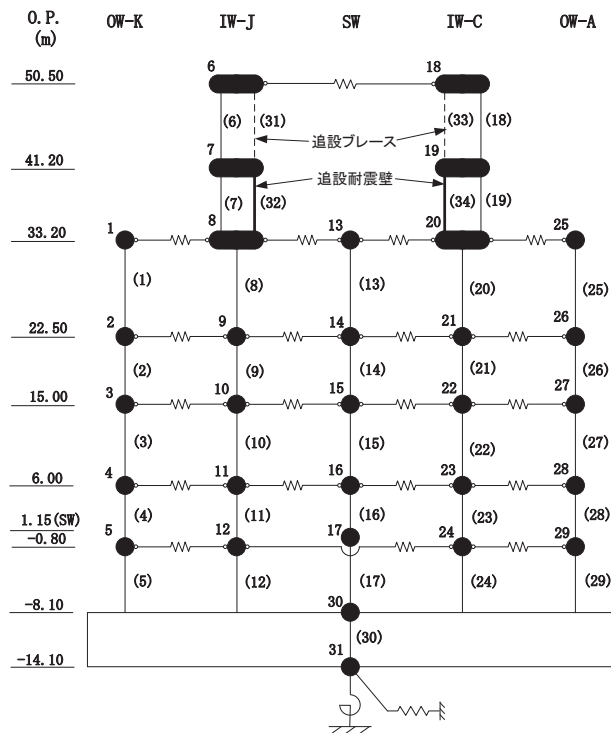 O.P. OW-K IW-J SW IW-C OW-A
(m)
50.50 6 18
(6) (31) (33) (18)
追設ブレース
41.20 7 19
追設耐震壁
(7) (32) (34) (19)
33.20 1 8 13 20 25
(1) (8) (13) (20) (25)
22.50 2 9 14 21 26
(2) (9) (14) (21) (26)
15.00 3 10 15 22 27
(3) (10) (15) (22) (27)
6.00 4 11 16 23 28
(4) (11) (16) (23) (28)
1.15(SW) 17
-0.80 5 12 24 29
(5) (12) (17) (24) (29)
-8.10 30
(30)
-14.10 31